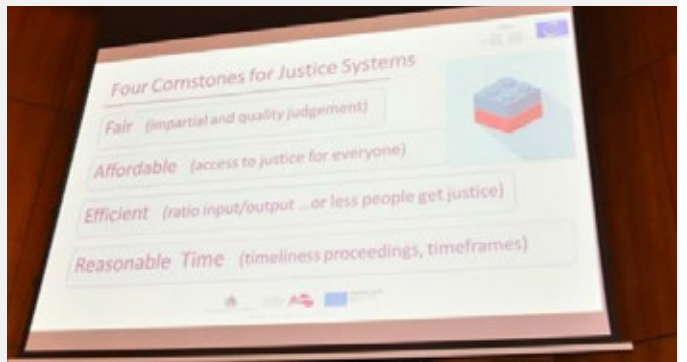 Four Cornstones for Justice Systems
Fair (impartial and quality judgement)
Affordable (access to justice for everyone)
Efficient (ratio input/output ...or less people get justice)
Reasonable Time (timeliness proceedings, timeframes)